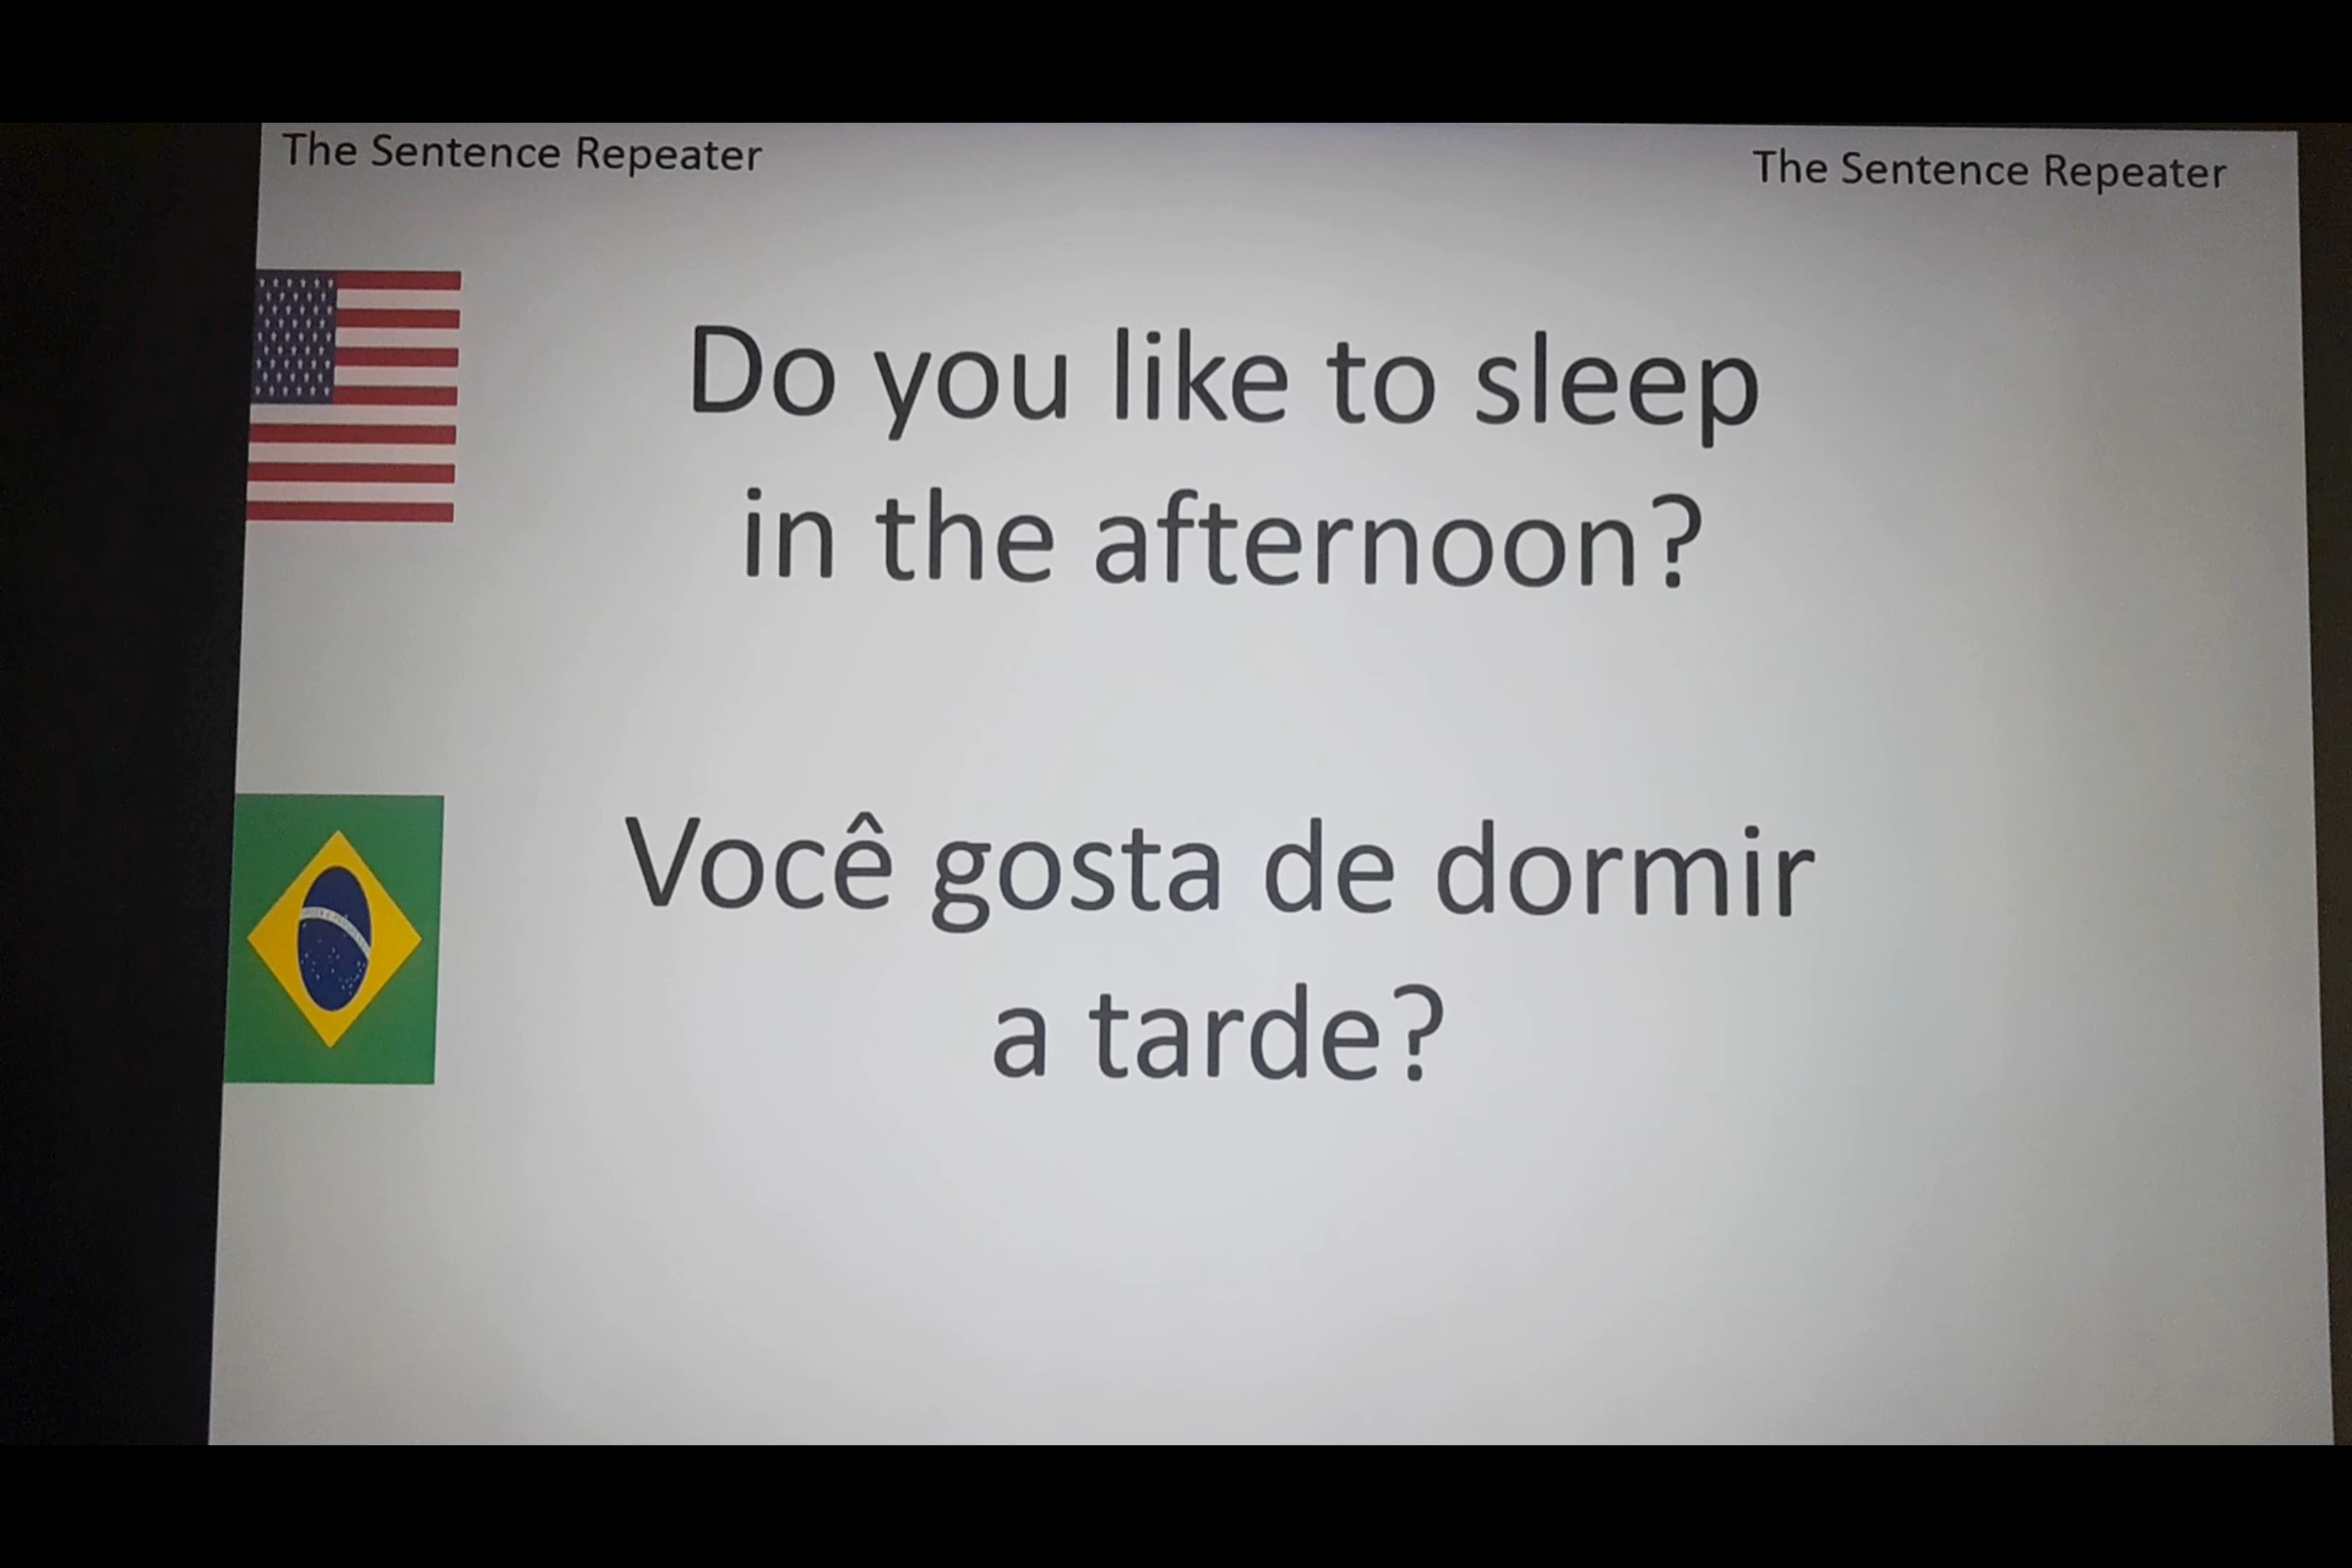 The Sentence Repeater
The Sentence Repeater
Do you like to sleep
in the afternoon?
Você gosta de dormir
a tarde?